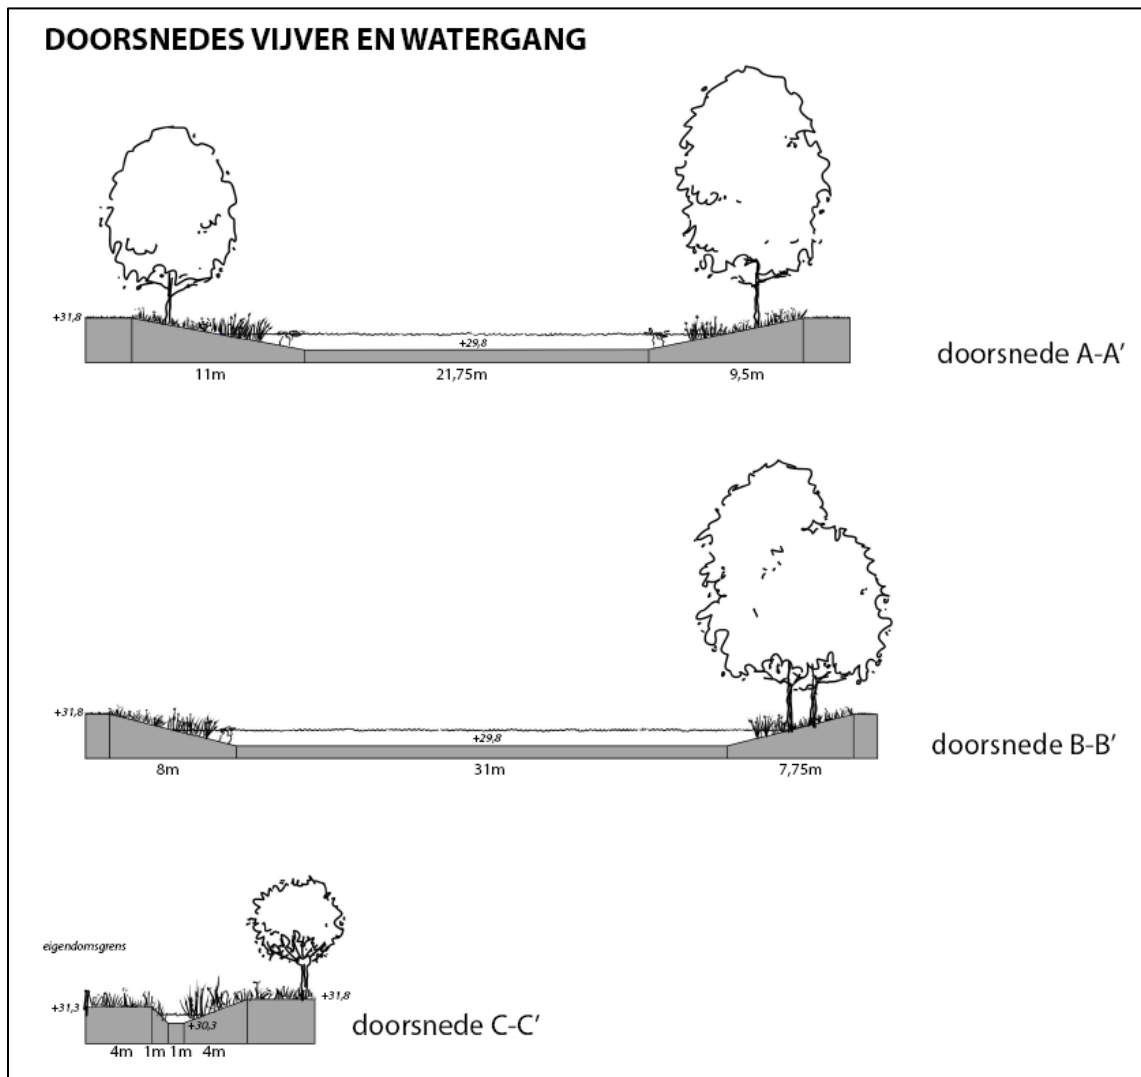 DOORSNEDES VIJVER EN WATERGANG
+31,8
+29,8
11m 21,75m 9,5m
doorsnede A-A'
+31,8
+29,8
8m 31m 7,75m
doorsnede B-B'
eigendomsgrens
+31,3
+31,8
+30,3
4m 1m 1m 4m
doorsnede C-C'